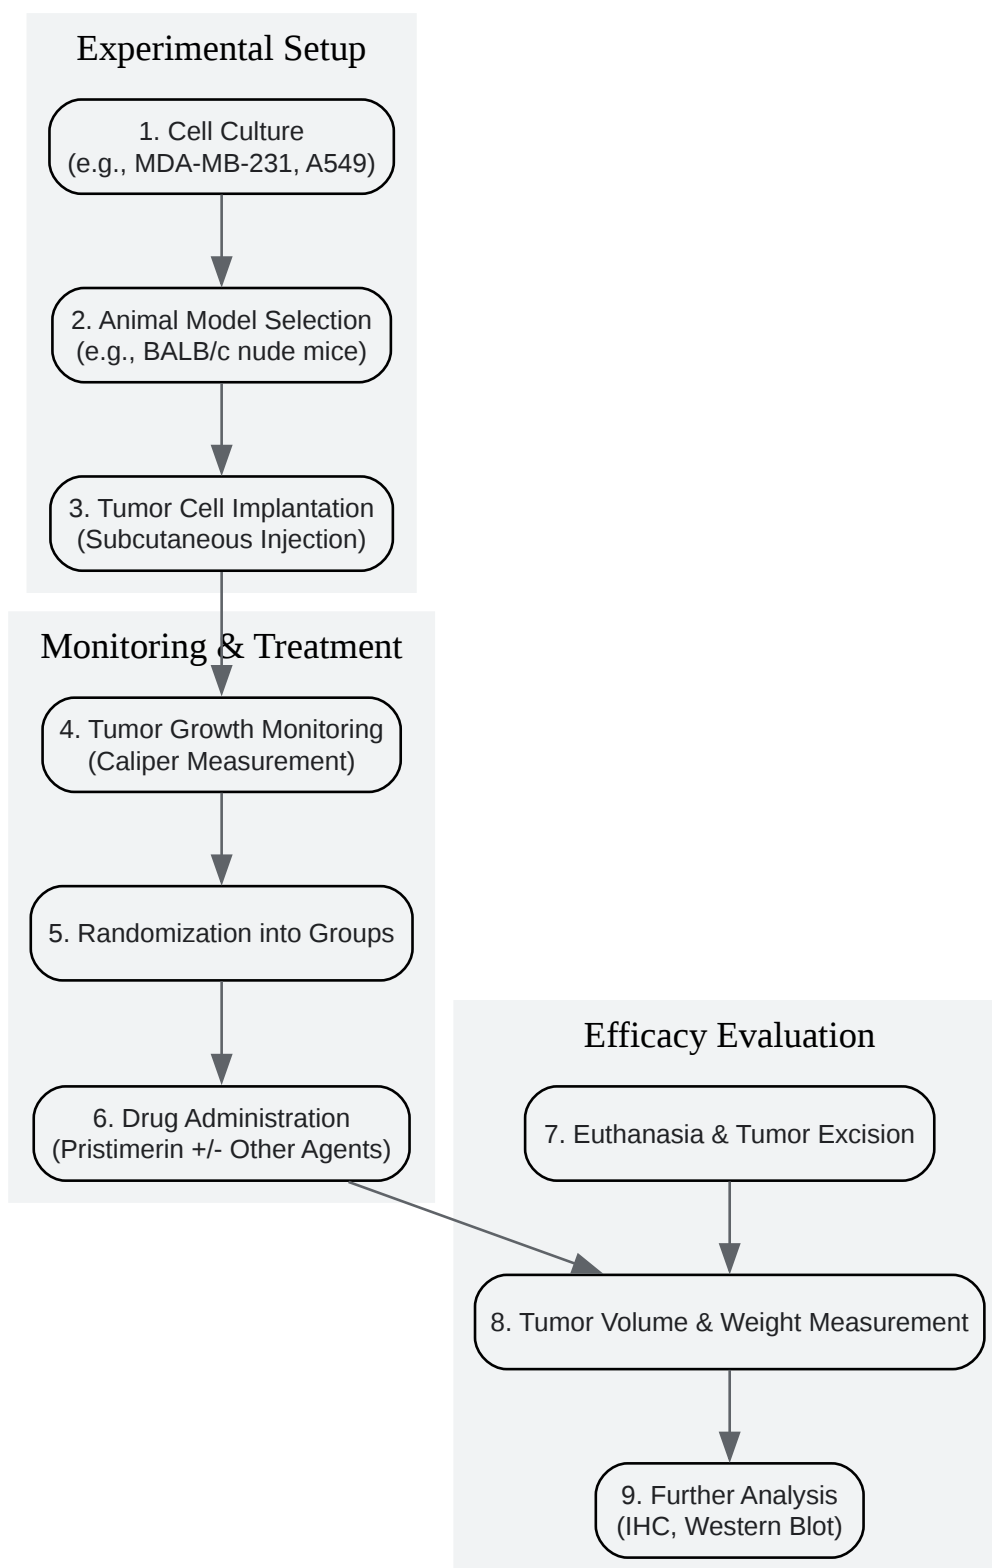 Experimental Setup
1. Cell Culture
(e.g., MDA-MB-231, A549)
2. Animal Model Selection
(e.g., BALB/c nude mice)
3. Tumor Cell Implantation
(Subcutaneous Injection)
Monitoring & Treatment
4. Tumor Growth Monitoring
(Caliper Measurement)
5. Randomization into Groups
6. Drug Administration
(Pristimerin +/- Other Agents)
Efficacy Evaluation
7. Euthanasia & Tumor Excision
8. Tumor Volume & Weight Measurement
9. Further Analysis
(IHC, Western Blot)